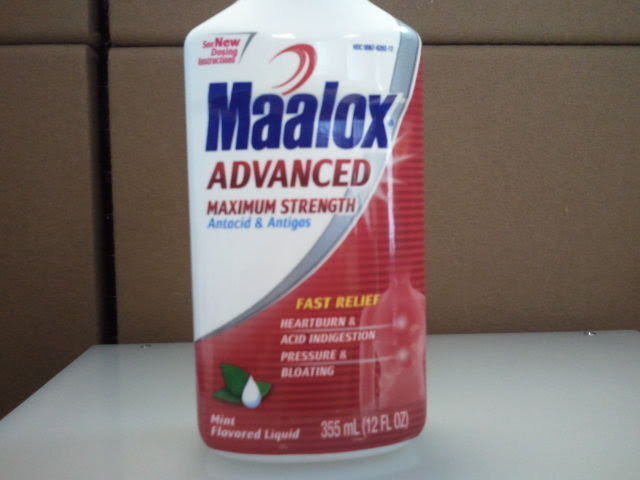 See New
Dosing
Instructions
Maalox
ADVANCED
MAXIMUM STRENGTH
Antacid & Antigas
FAST RELIEF
HEARTBURN &
ACID INDIGESTION
PRESSURE &
BLOATING
Mint
Flavored Liquid
355 mL (12 FL OZ)